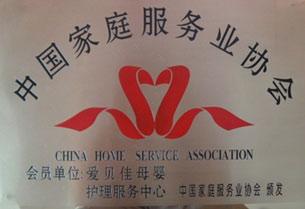 中国家庭服务业协会
CHINA HOME SERVICE ASSOCIATION
会员单位:爱贝佳母婴
护理服务中心 中国家庭服务业协会 颁发